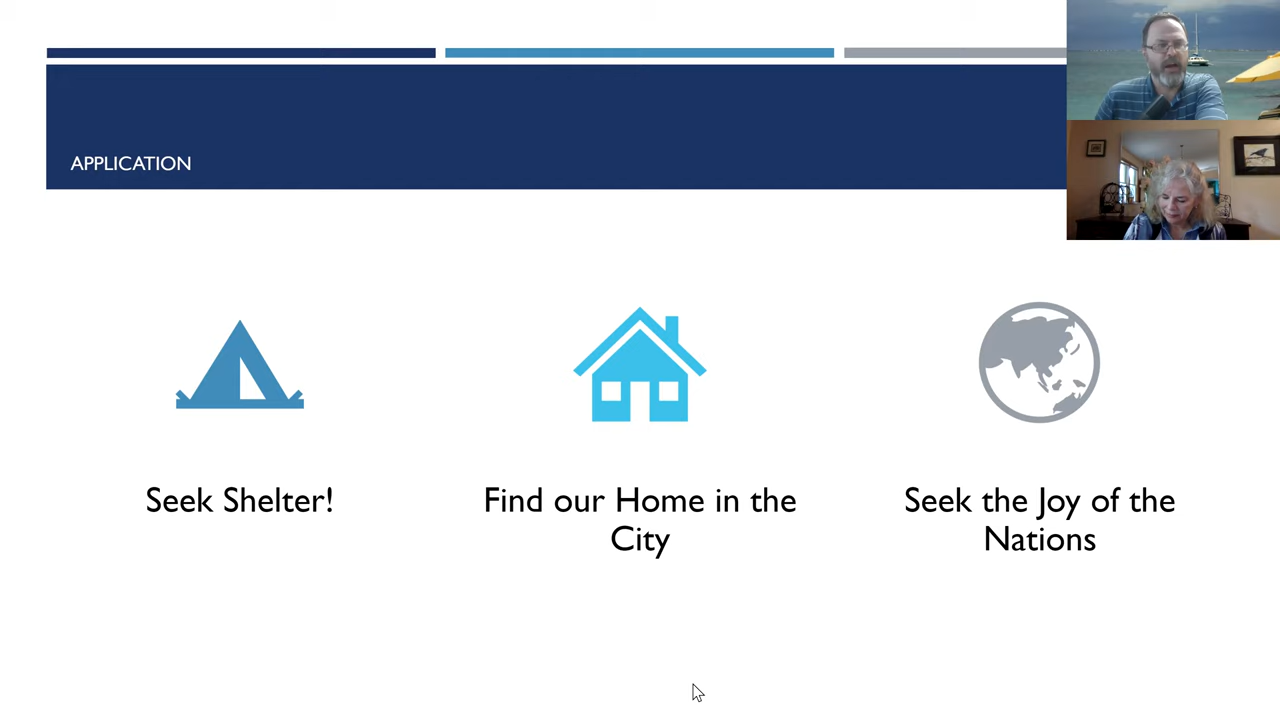 APPLICATION
Seek Shelter!
Find our Home in the
City
Seek the Joy of the
Nations